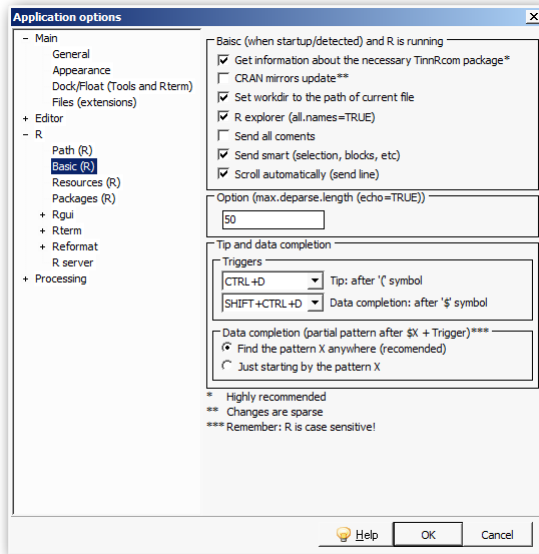 Application options
- Main
General
Appearance
Dock/Float (Tools and Rterm)
Files (extensions)
+ Editor
- R
Path (R)
Basic (R)
Resources (R)
Packages (R)
+ Rgui
+ Rterm
+ Reformat
R server
+ Processing
Baisc (when startup/detected) and R is running
Get information about the necessary TinnRcom package*
CRAN mirrors update**
Set workdir to the path of current file
R explorer (all.names=TRUE)
Send all coments
Send smart (selection, blocks, etc)
Scroll automatically (send line)
Option (max.deparse.length (echo=TRUE))
50
Tip and data completion
Triggers
CTRL+D Tip: after '(' symbol
SHIFT+CTRL+D Data completion: after '$' symbol
Data completion (partial pattern after $X + Trigger)***
Find the pattern X anywhere (recomended)
Just starting by the pattern X
* Highly recommended
** Changes are sparse
*** Remember: R is case sensitive!
Help OK Cancel